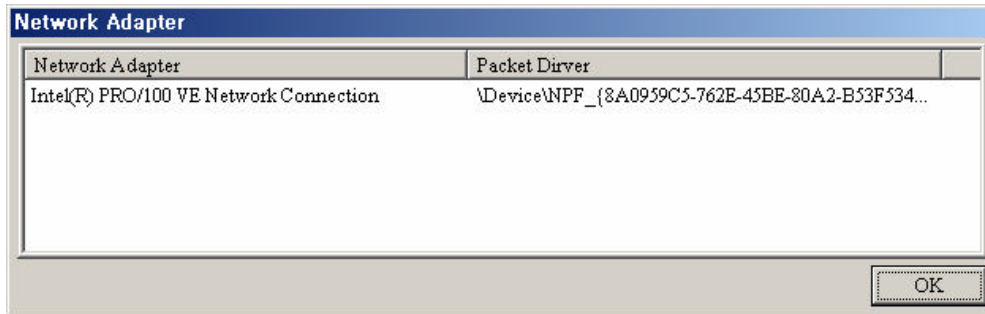 Network Adapter
Network Adapter Packet Dirver
Intel(R) PRO/100 VE Network Connection \Device\NPF_{8A0959C5-762E-45BE-80A2-B53F534...
OK